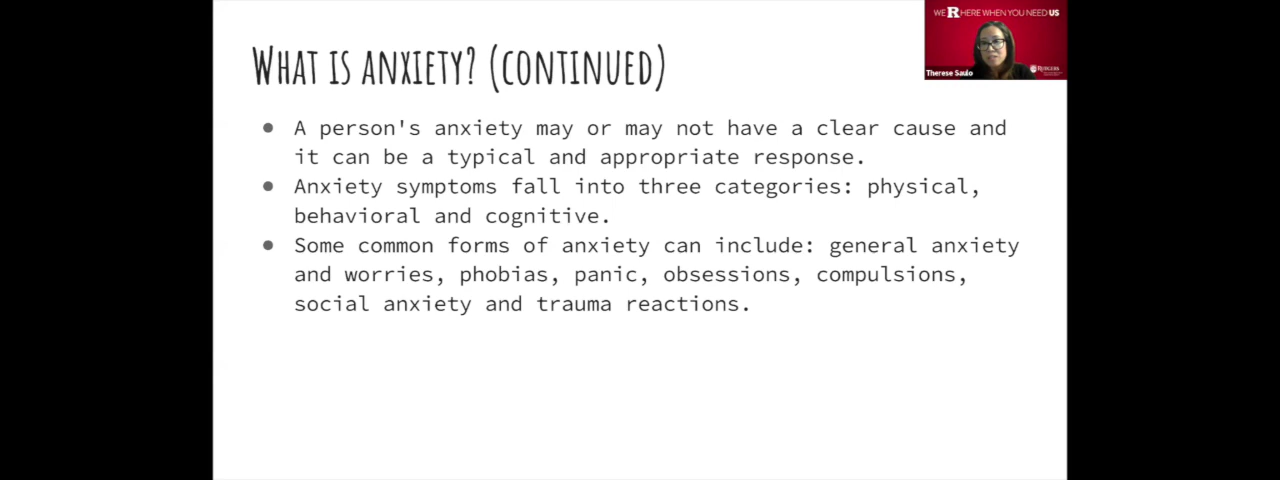 WE R HERE WHEN YOU NEED US
Therese Saulo
RUTGERS
WHAT IS ANXIETY? (CONTINUED)
● A person's anxiety may or may not have a clear cause and
it can be a typical and appropriate response.
● Anxiety symptoms fall into three categories: physical,
behavioral and cognitive.
● Some common forms of anxiety can include: general anxiety
and worries, phobias, panic, obsessions, compulsions,
social anxiety and trauma reactions.